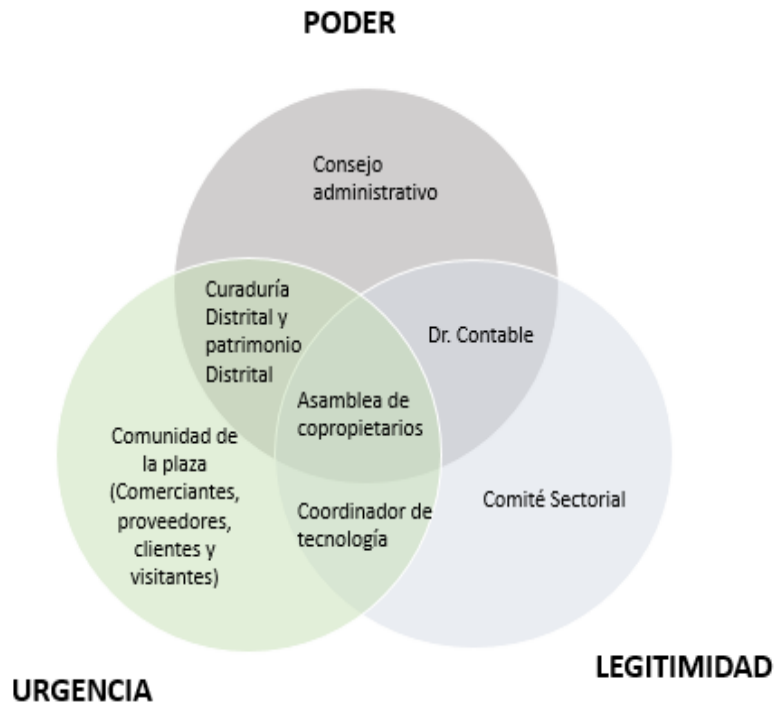 PODER
Consejo
administrativo
Curaduría
Distrital y
patrimonio
Distrital
Dr. Contable
Asamblea de
copropietarios
Comunidad de
la plaza
(Comerciantes,
proveedores,
clientes y
visitantes)
Coordinador de
tecnología
Comité Sectorial
URGENCIA
LEGITIMIDAD